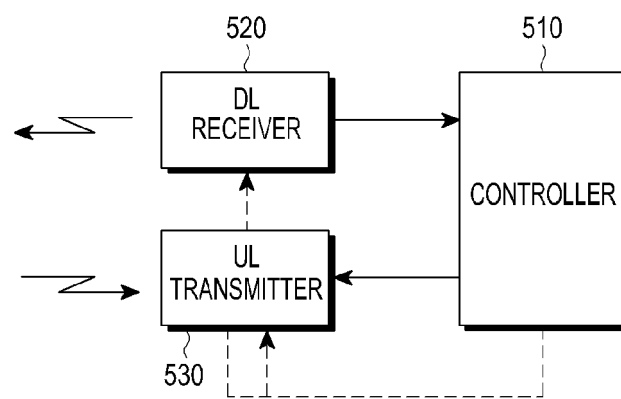 520
510
DL
RECEIVER
CONTROLLER
UL
TRANSMITTER
530